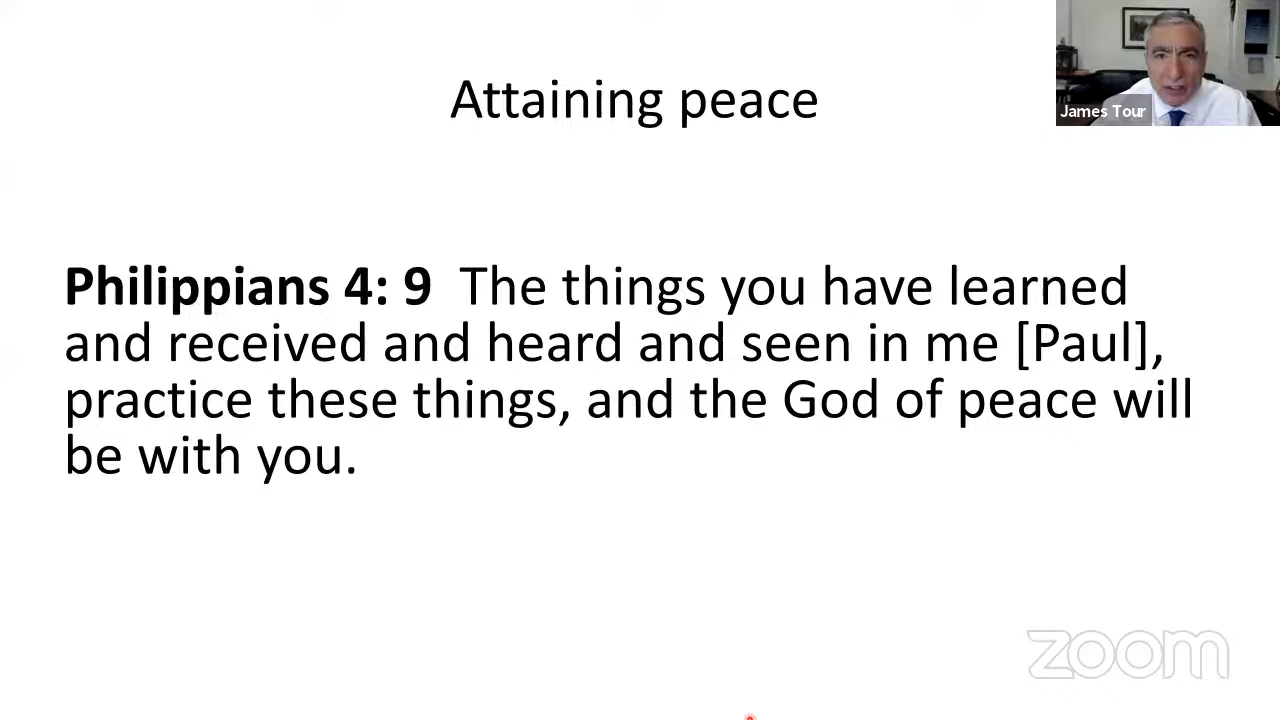 Attaining peace
James Tour
Philippians 4: 9  The things you have learned
and received and heard and seen in me [Paul],
practice these things, and the God of peace will
be with you.
zoom